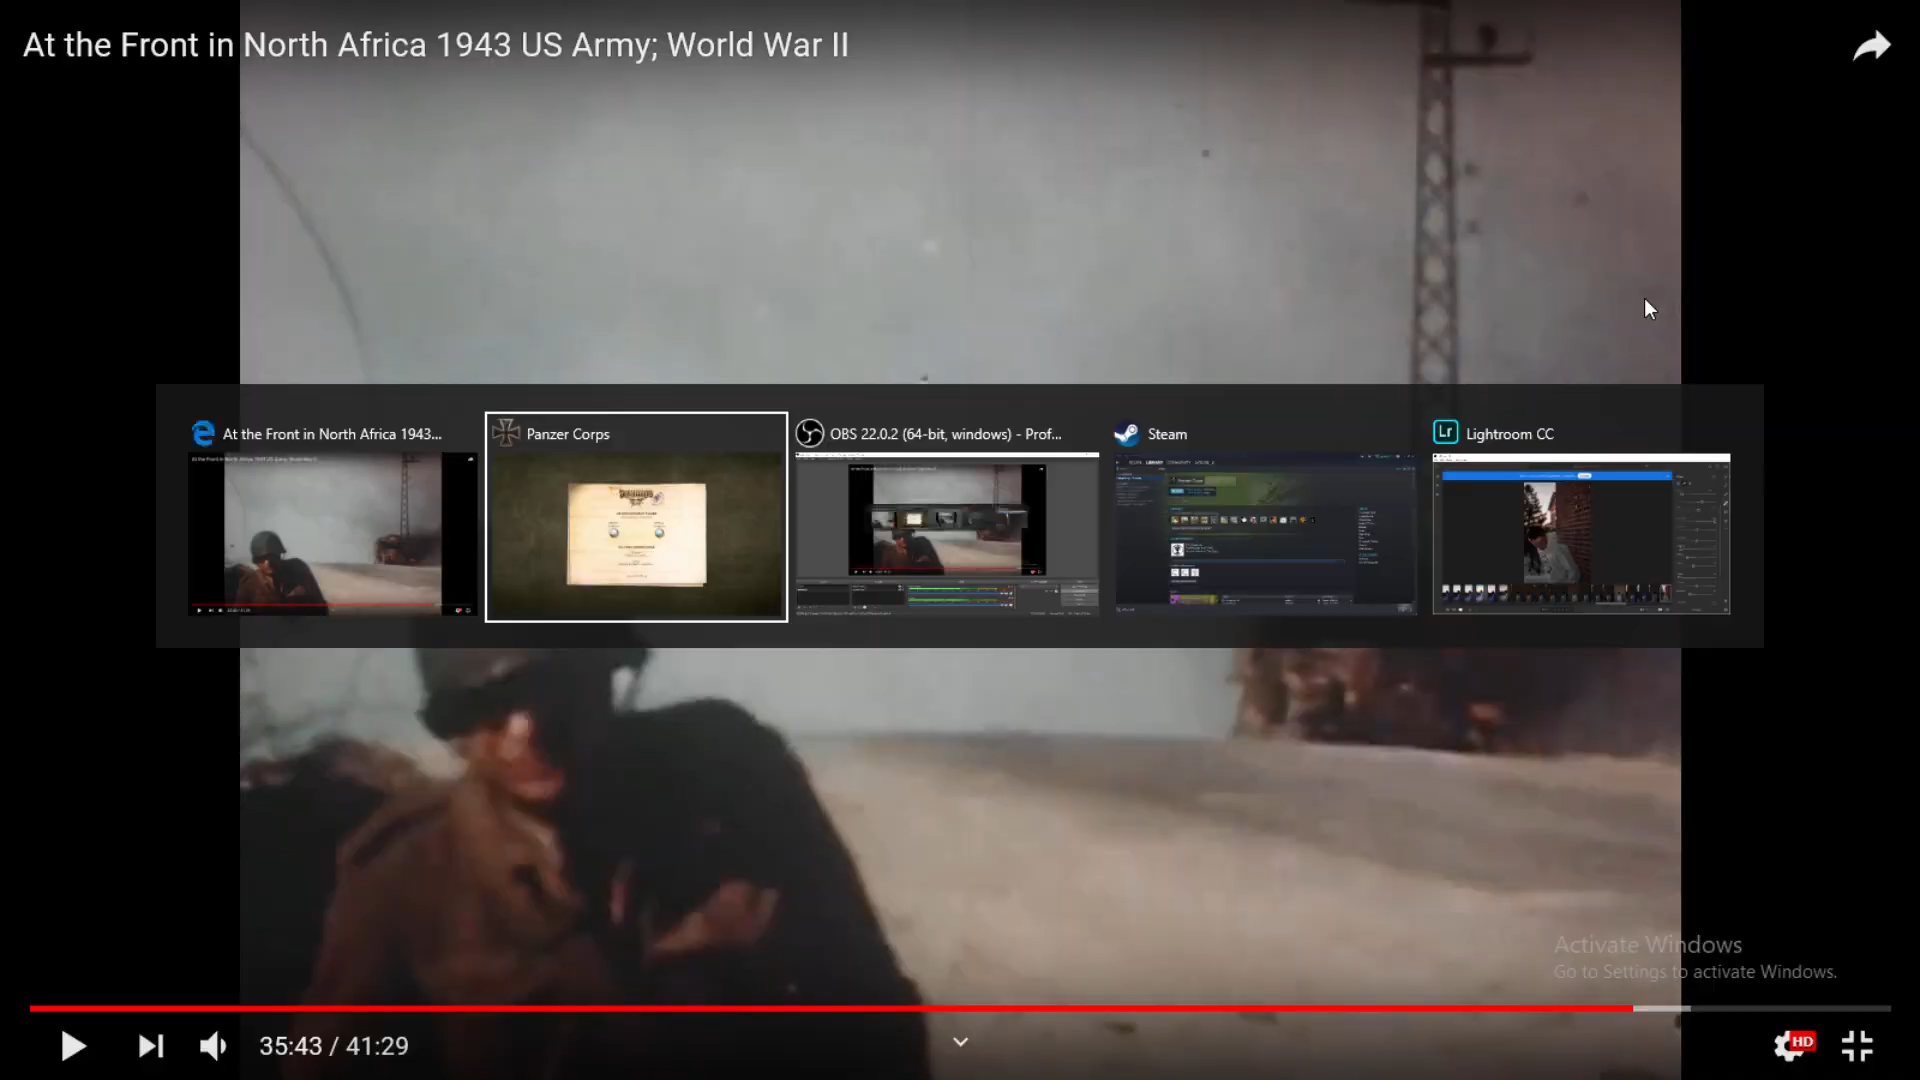 At the Front in North Africa 1943 US Army; World War II
At the Front in North Africa 1943...
Panzer Corps
OBS 22.0.2 (64-bit, windows) - Prof...
Steam
Lr Lightroom CC
Activate Windows
Go to Settings to activate Windows.
35:43 / 41:29
HD